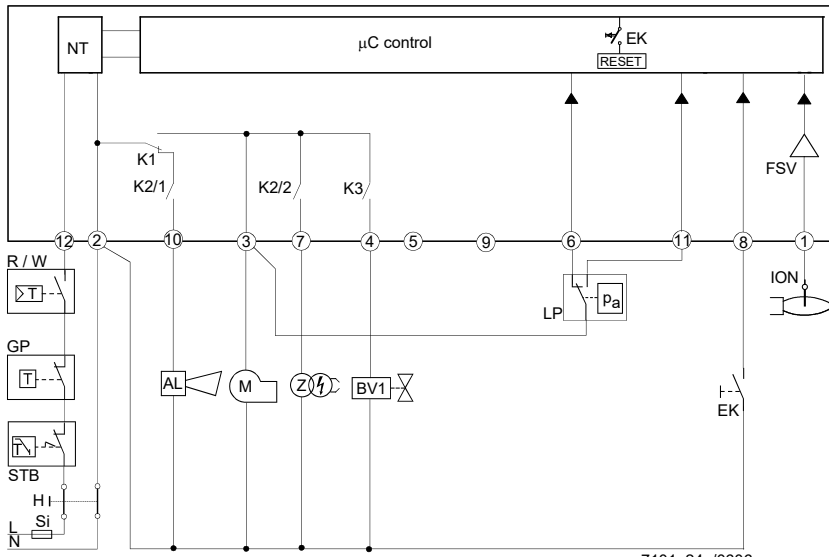 NT
µC control
EK
RESET
K1
K2/1
K2/2
K3
FSV
12
2
10
3
7
4
5
9
6
11
8
1
R / W
T
LP
pa
ION
GP
T
AL
M
Z
BV1
EK
T
STB
H
L
Si
N